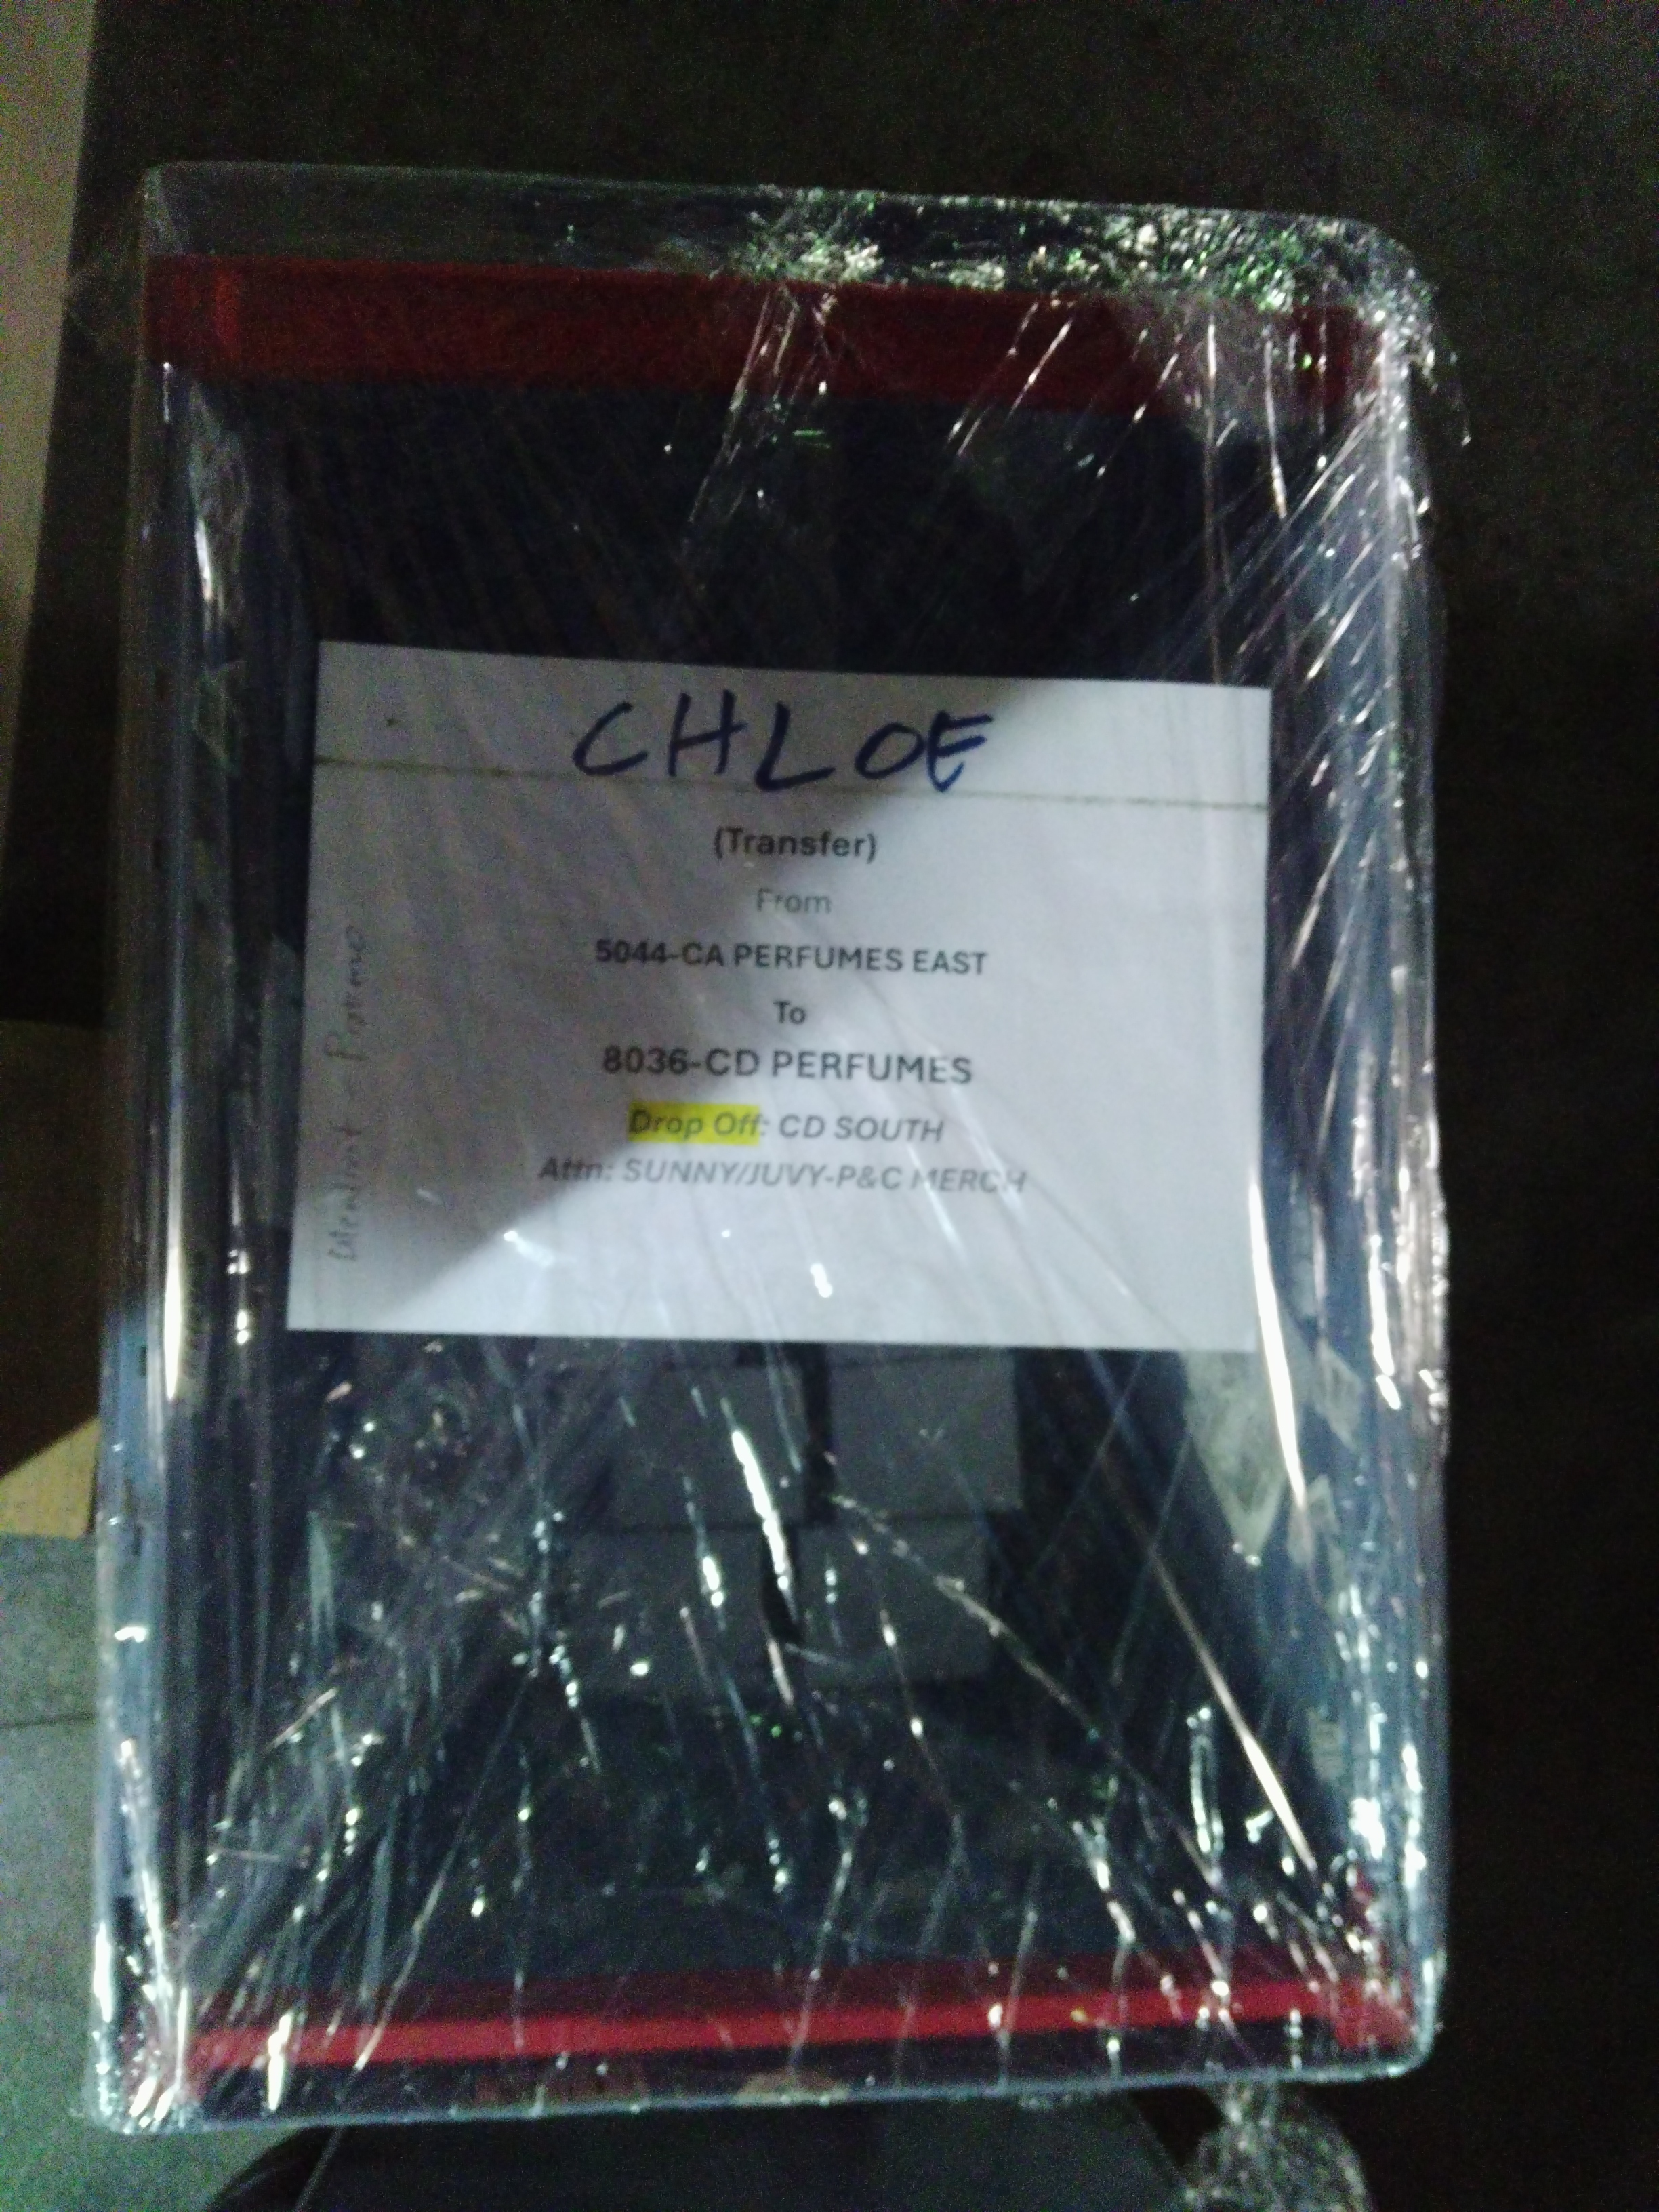 CHLOE
(Transfer)
From
5044-CA PERFUMES EAST
To
8036-CD PERFUMES
Drop Off: CD SOUTH
Attn: SUNNY/JUVY-P&C MERCH